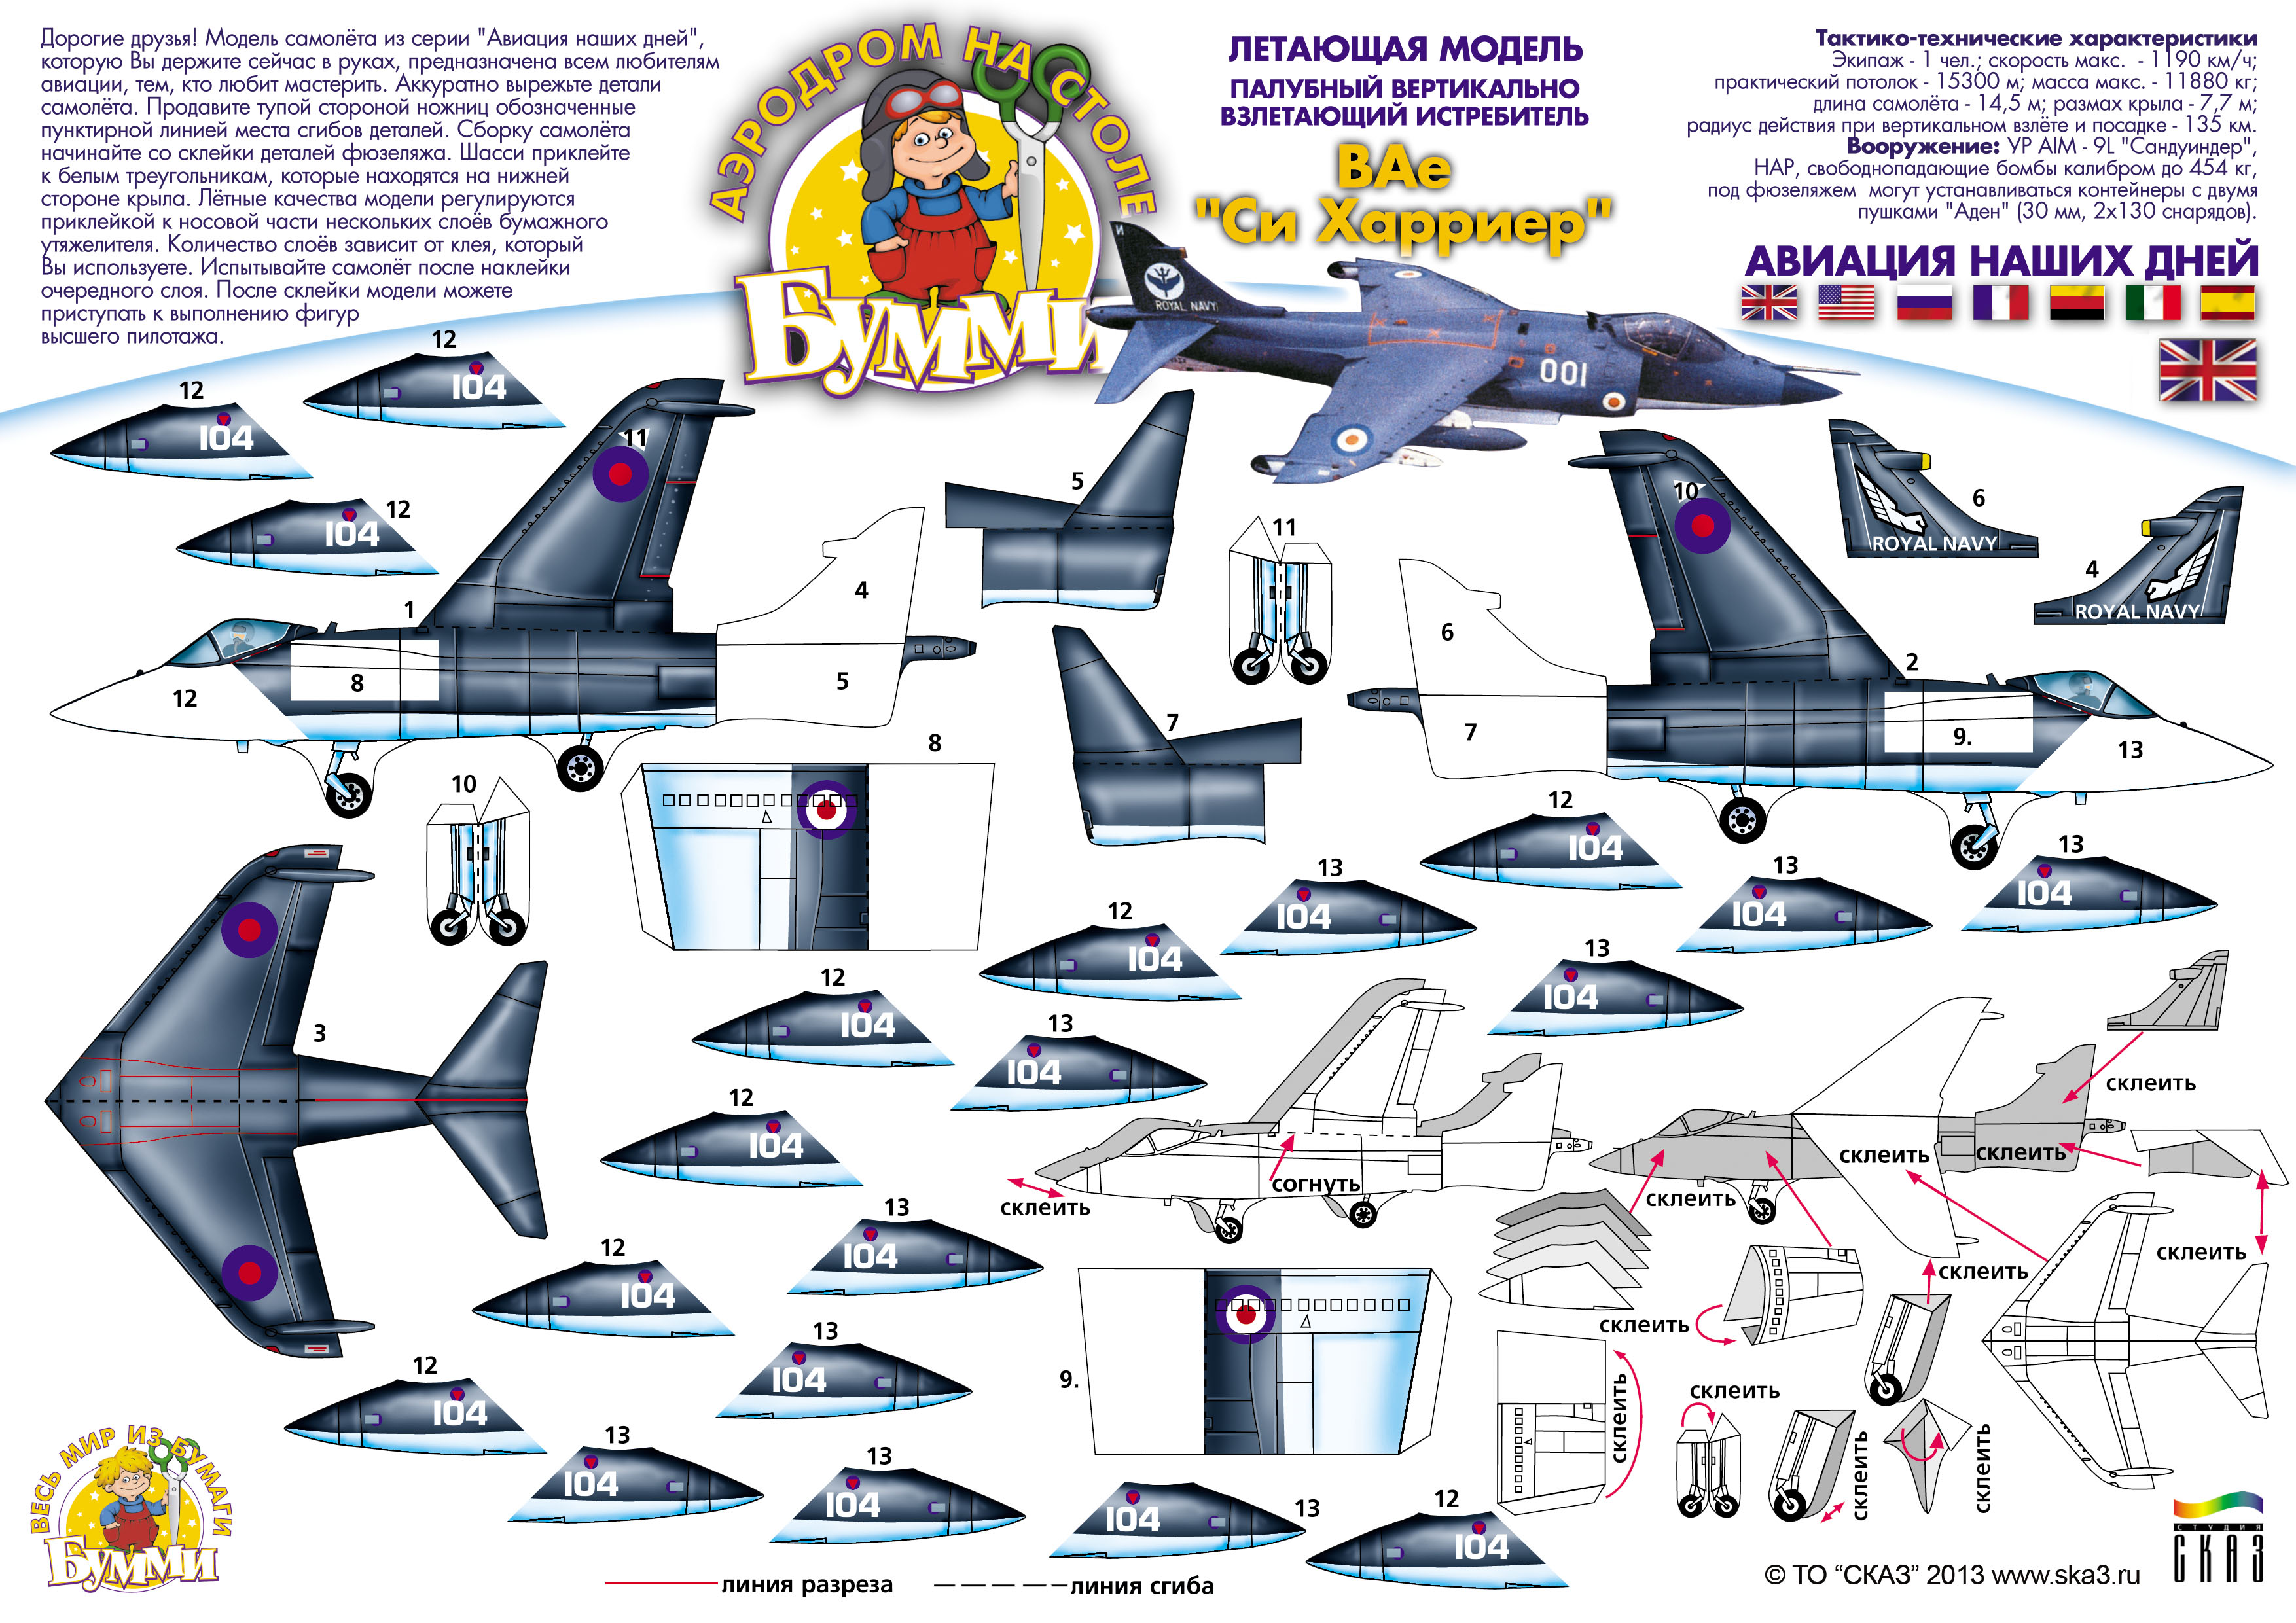 Дорогие друзья! Модель самолёта из серии "Авиация наших дней",
которую Вы держите сейчас в руках, предназначена всем любителям
авиации, тем, кто любит мастерить. Аккуратно вырежьте детали
самолёта. Продавите тупой стороной ножниц обозначенные
пунктирной линией места сгибов деталей. Сборку самолёта
начинайте со склейки деталей фюзеляжа. Шасси приклейте
к белым треугольникам, которые находятся на нижней
стороне крыла. Лётные качества модели регулируются
приклейкой к носовой части нескольких слоёв бумажного
утяжелителя. Количество слоёв зависит от клея, который
Вы используете. Испытывайте самолёт после наклейки
очередного слоя. После склейки модели можете
приступать к выполнению фигур
высшего пилотажа.
АЭРОДРОМ НА СТОЛЕ
БУММИ
ЛЕТАЮЩАЯ МОДЕЛЬ
ПАЛУБНЫЙ ВЕРТИКАЛЬНО
ВЗЛЕТАЮЩИЙ ИСТРЕБИТЕЛЬ
BAe
"Си Харриер"
Тактико-технические характеристики
Экипаж - 1 чел.; скорость макс. - 1190 км/ч;
практический потолок - 15300 м; масса макс. - 11880 кг;
длина самолёта - 14,5 м; размах крыла - 7,7 м;
радиус действия при вертикальном взлёте и посадке - 135 км.
Вооружение: УР AIM - 9L "Сандуиндер",
НАР, свободнопадающие бомбы калибром до 454 кг,
под фюзеляжем могут устанавливаться контейнеры с двумя
пушками "Аден" (30 мм, 2х130 снарядов).
АВИАЦИЯ НАШИХ ДНЕЙ
И
ROYAL NAVY
001
12
104
12
104
12
104
11
1
4
5
8
12
5
11
7
10
6
7
2
9.
13
6
ROYAL NAVY
4
ROYAL NAVY
10
8
3
12
104
13
104
13
104
13
104
12
104
13
104
12
104
13
104
12
104
13
104
12
104
13
104
12
104
13
104
13
104
13
104
12
104
9.
склеить
согнуть
склеить
склеить
склеить
склеить
склеить
склеить
склеить
склеить
склеить
склеить
склеить
ВЕСЬ МИР ИЗ БУМАГИ
БУММИ
линия разреза
линия сгиба
СТУДИЯ
СКАЗ
© ТО “СКАЗ” 2013 www.ska3.ru